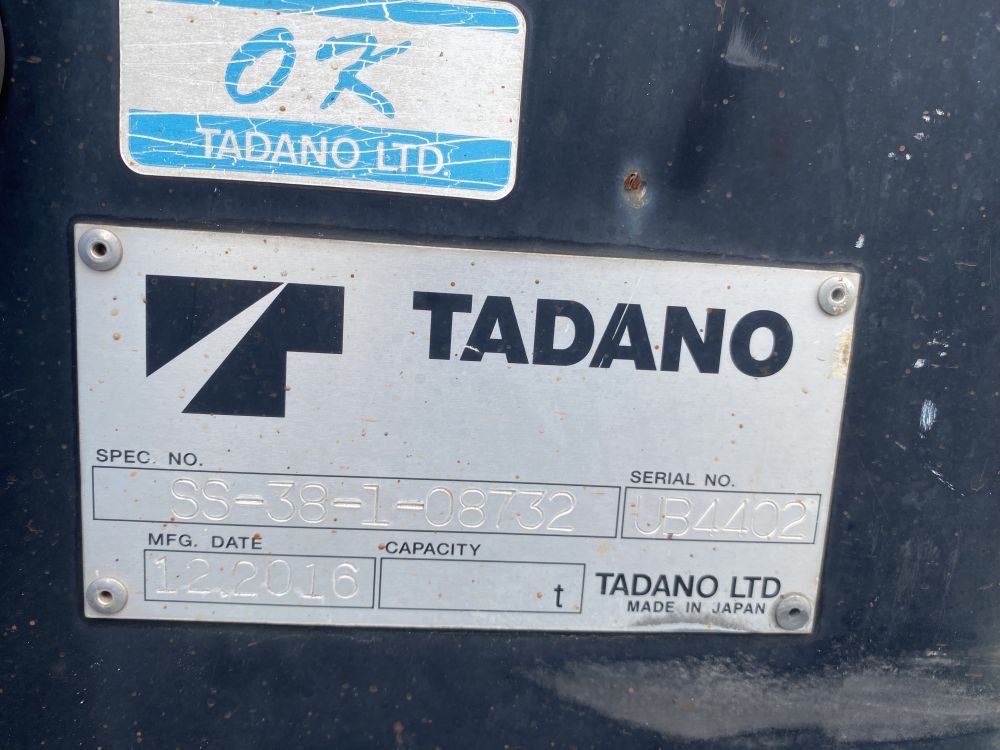 OK
TADANO LTD.
TADANO
SPEC. NO.
SS-38-1-08732
SERIAL NO.
UB4402
MFG. DATE
12.2016
CAPACITY
t
TADANO LTD.
MADE IN JAPAN